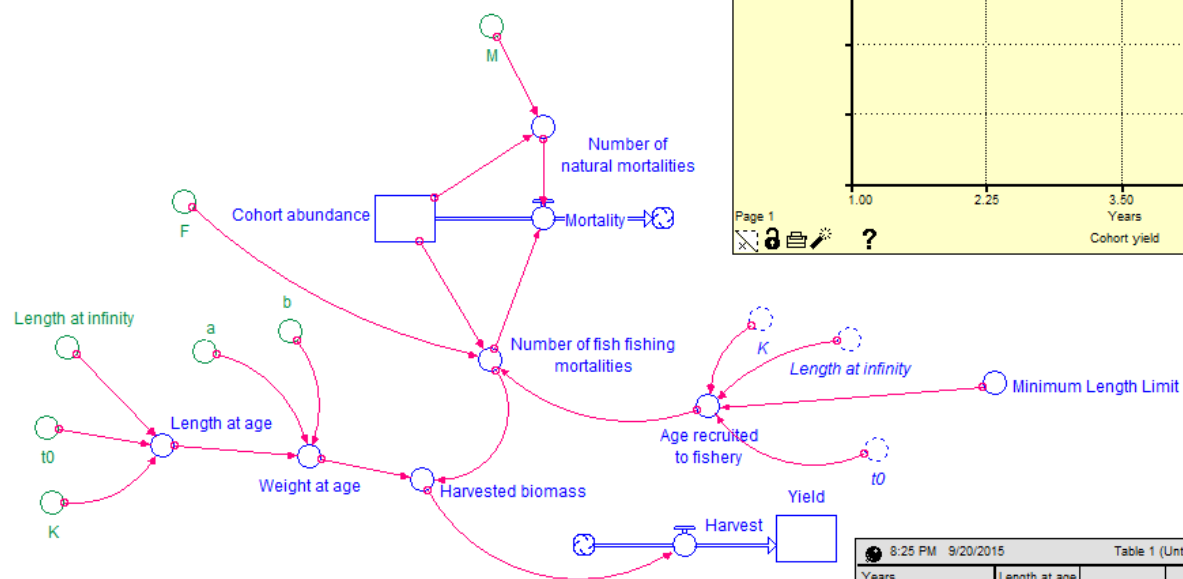 M
Number of
natural mortalities
F
Cohort abundance
Mortality
1.00
2.25
3.50
Page 1
Years
?
Cohort yield
Length at infinity
a
b
Number of fish fishing
mortalities
K
Length at infinity
Minimum Length Limit
Length at age
t0
Age recruited
to fishery
Weight at age
t0
K
Harvested biomass
Yield
Harvest
8:25 PM 9/20/2015
Table 1 (Unt
Years
Length at age